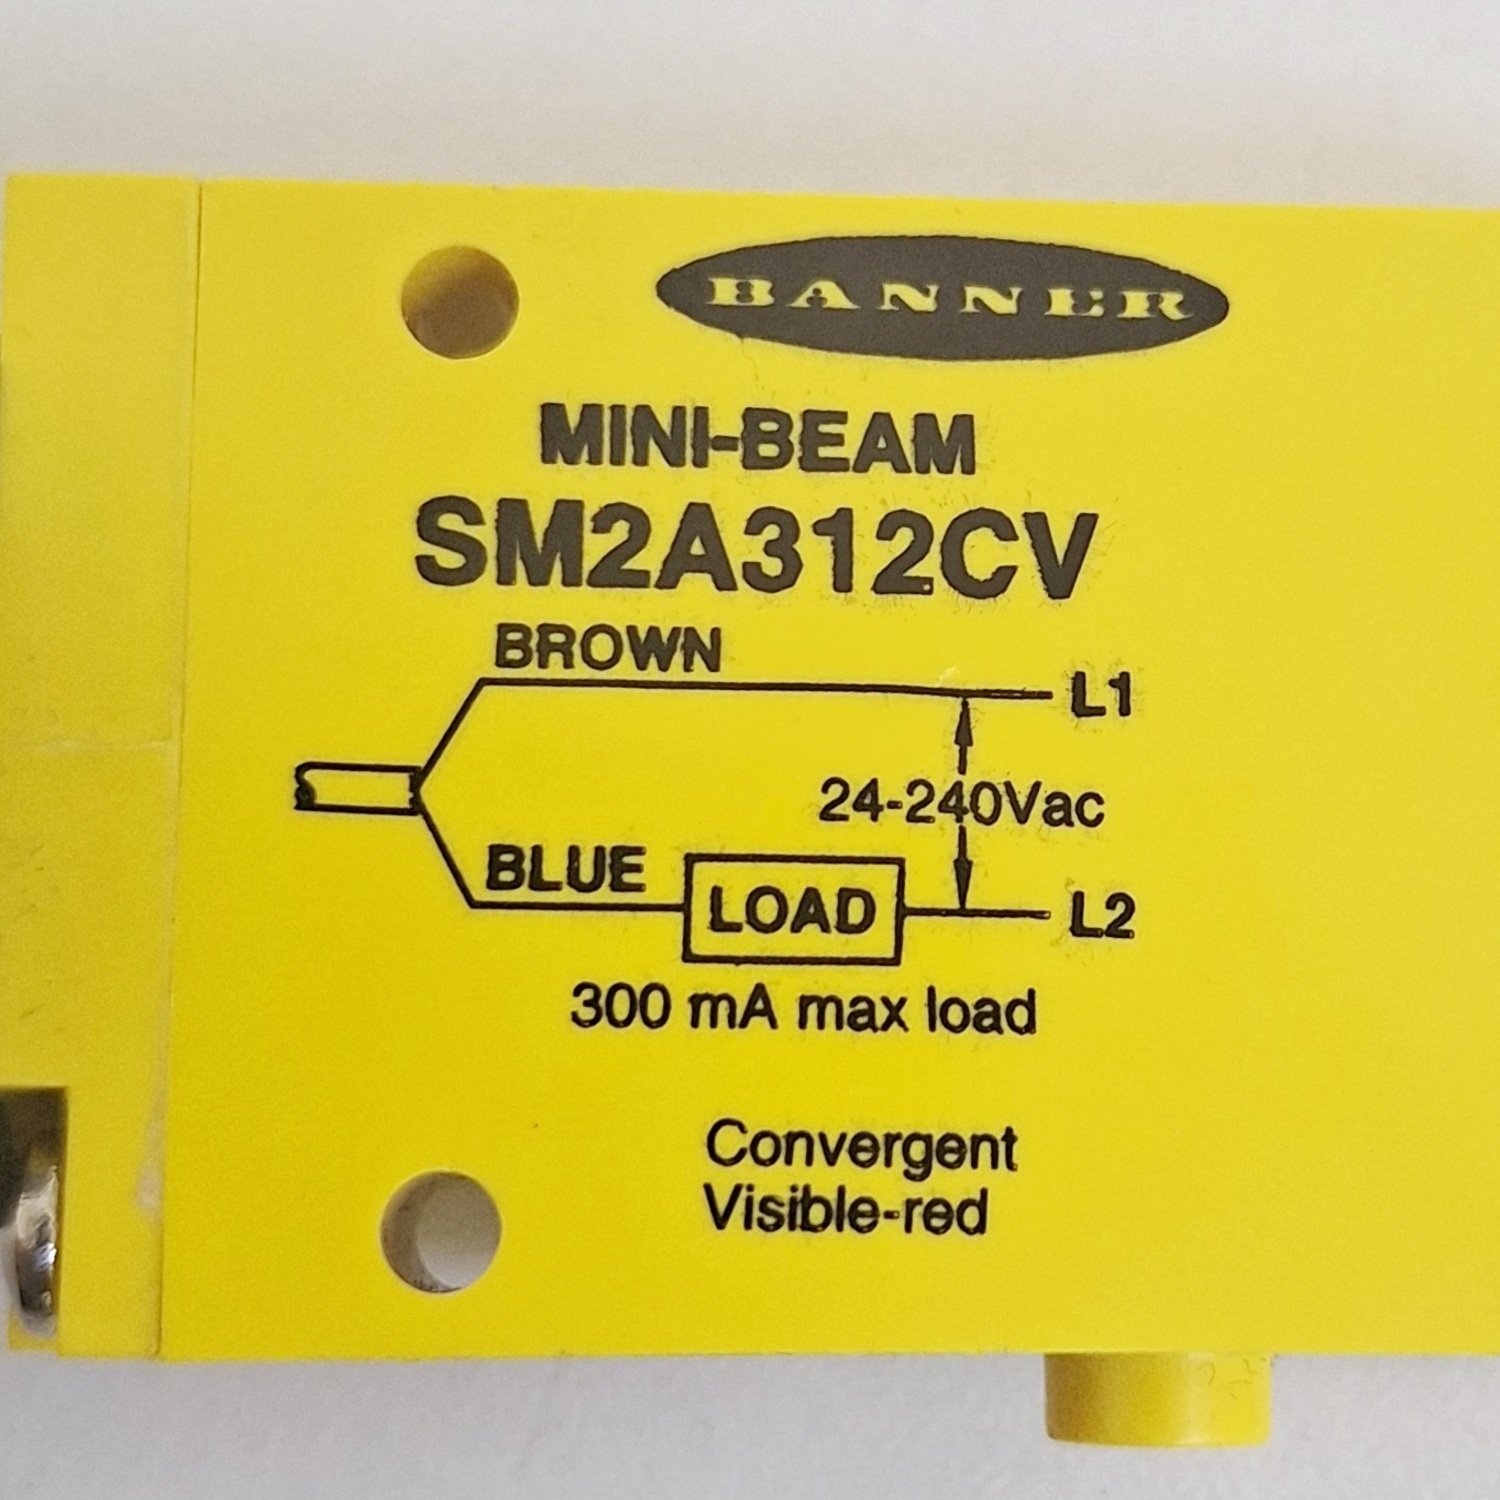 BANNER
MINI-BEAM
SM2A312CV
BROWN
L1
24-240Vac
BLUE
LOAD
L2
300 mA max load
Convergent
Visible-red